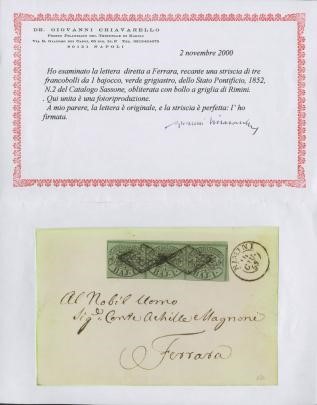 DR. GIOVANNI CHIAVARELLO
PERITO FILATELICO DEL TRIBUNALE DI NAPOLI
80121 NAPOLI
2 novembre 2000
Ho esaminato la lettera diretta a Ferrara, recante una striscia di tre
francobolli da 1 bajocco, verde grigiastro, dello Stato Pontificio, 1852,
N.2 del Catalogo Sassone, obliterata con bollo a griglia di Rimini.
. Qui unita è una fotoriproduzione.
A mio parere, la lettera è originale, e la striscia è perfetta: l' ho
firmata.
RIMINI
Al Nobil Uomo
Sig. Conte Achille Magnoni
Ferrara